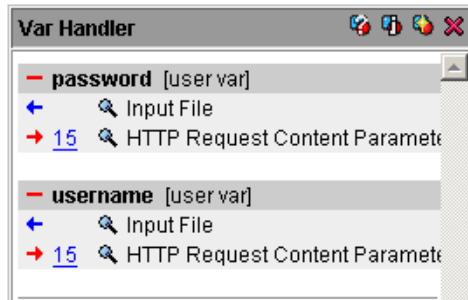 Var Handler
password [user var]
Input File
15 HTTP Request Content Paramete
username [user var]
Input File
15 HTTP Request Content Paramete